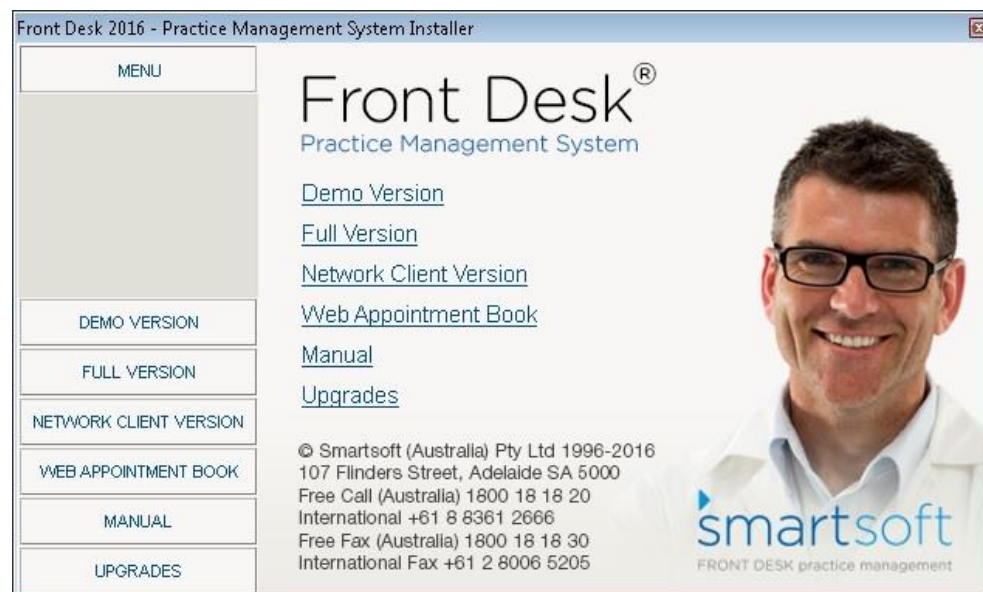 Front Desk 2016 - Practice Management System Installer
MENU
DEMO VERSION
FULL VERSION
NETWORK CLIENT VERSION
WEB APPOINTMENT BOOK
MANUAL
UPGRADES
Front Desk®
Practice Management System
Demo Version
Full Version
Network Client Version
Web Appointment Book
Manual
Upgrades
© Smartsoft (Australia) Pty Ltd 1996-2016
107 Flinders Street, Adelaide SA 5000
Free Call (Australia) 1800 18 18 20
International +61 8 8361 2666
Free Fax (Australia) 1800 18 18 30
International Fax +61 2 8006 5205
smartsoft
FRONT DESK practice management